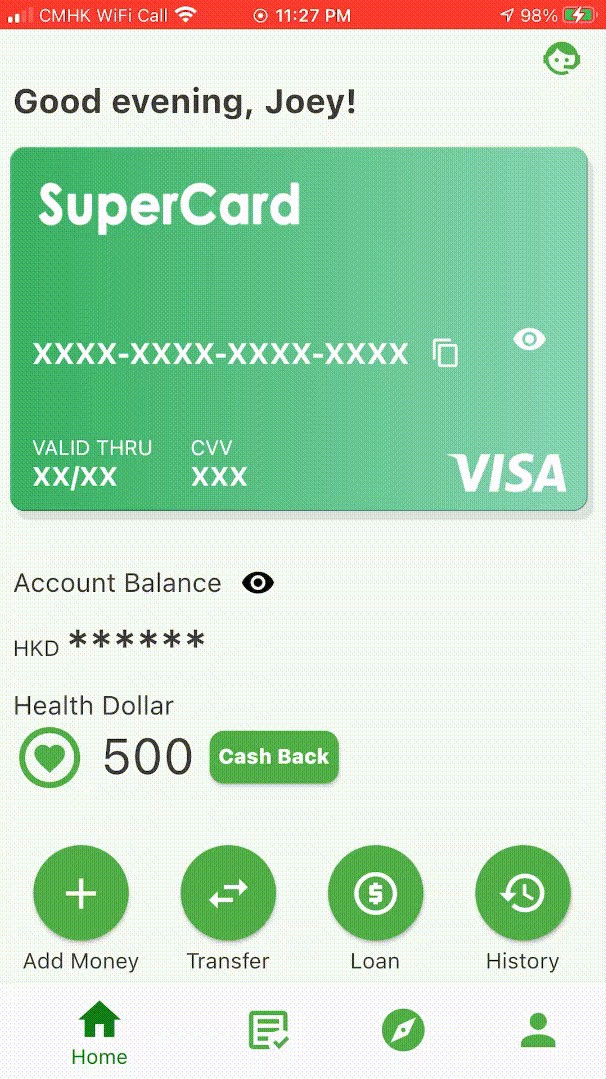 CMHK WiFi Call 11:27 PM 98%
Good evening, Joey!
SuperCard
XXXX-XXXX-XXXX-XXXX
VALID THRU CVV
XX/XX XXX
VISA
Account Balance
HKD ******
Health Dollar
500 Cash Back
Add Money Transfer Loan History
Home